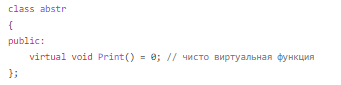 class abstr
{
public:
    virtual void Print() = 0; // чисто виртуальная функция
};